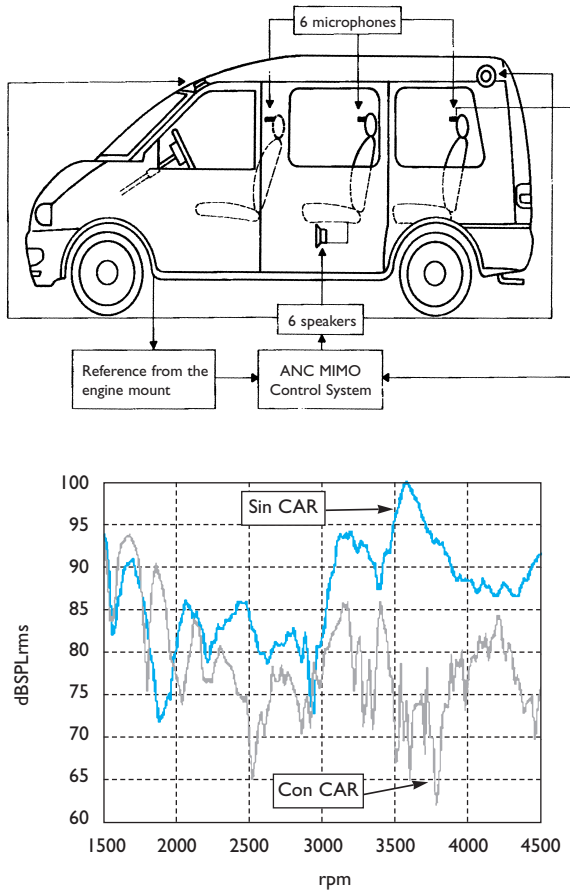 6 microphones
6 speakers
Reference from the
engine mount
ANC MIMO
Control System
100
95
90
85
80
75
70
65
60
dBSPLrms
Sin CAR
Con CAR
1500 2000 2500 3000 3500 4000 4500
rpm